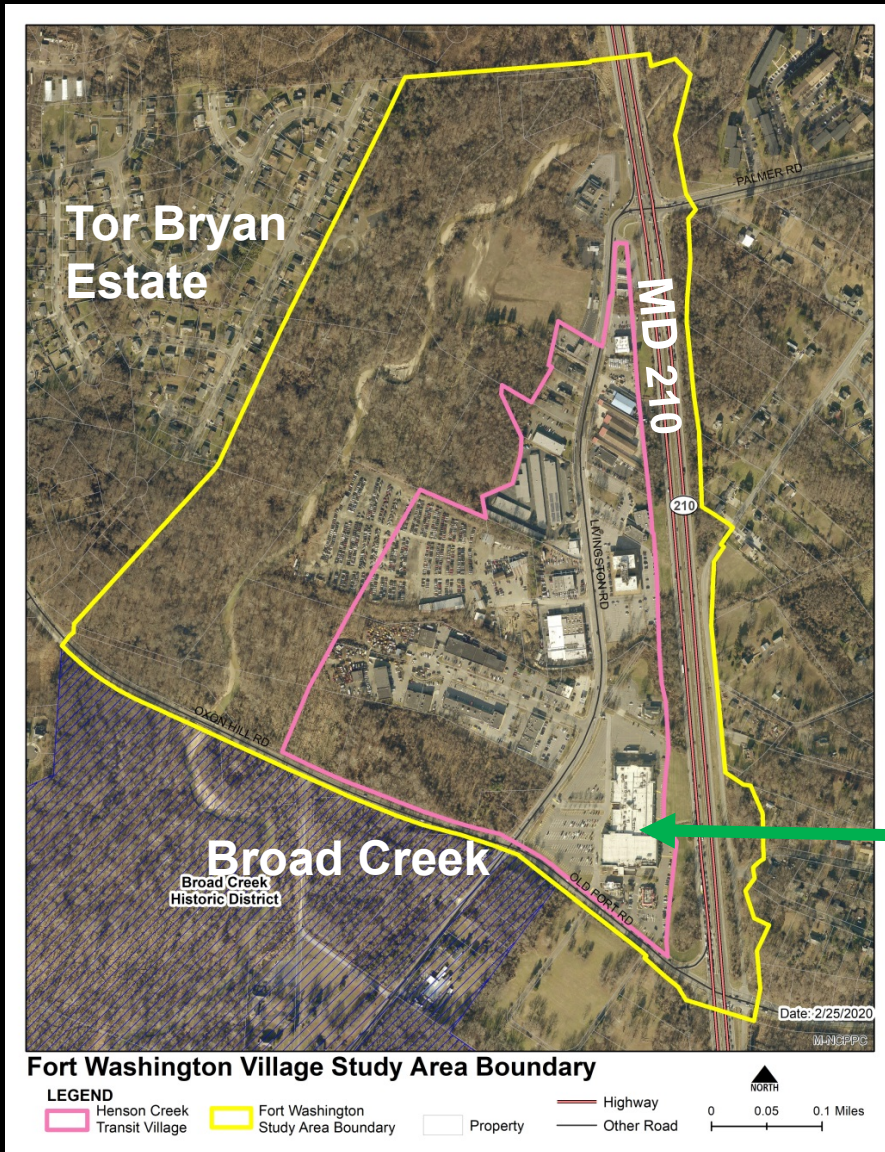 Tor Bryan
Estate
PALMER RD
MD 210
210
LIVINGSTON RD
OXON HILL RD
Broad Creek
Broad Creek
Historic District
OLD FORT RD
Date: 2/25/2020
M-NCPPC
Fort Washington Village Study Area Boundary
LEGEND
Henson Creek
Transit Village
Fort Washington
Study Area Boundary
Property
Highway
Other Road
NORTH
0 0.05 0.1 Miles